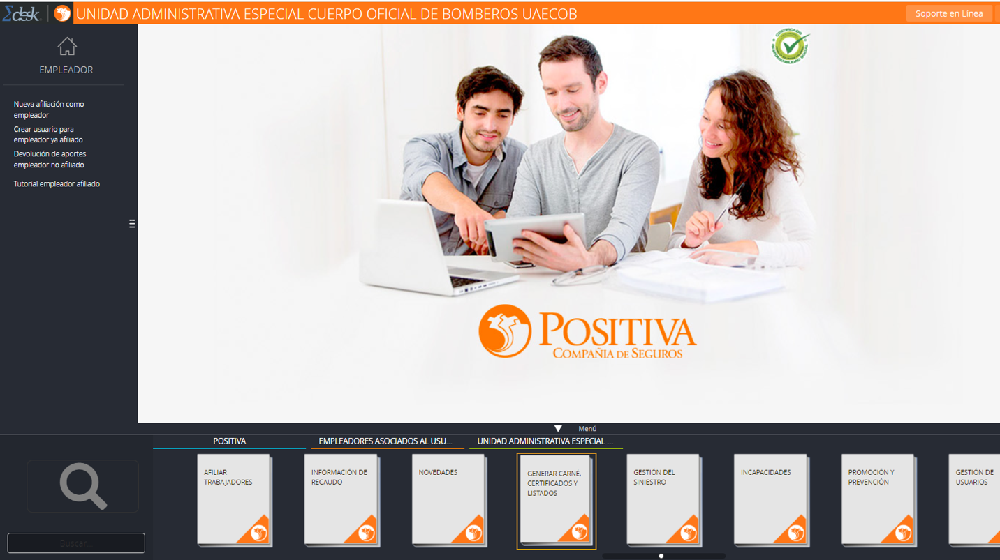 Σdesk
UNIDAD ADMINISTRATIVA ESPECIAL CUERPO OFICIAL DE BOMBEROS UAECOB
Soporte en Línea
EMPLEADOR
Nueva afiliación como
empleador
Crear usuario para
empleador ya afiliado
Devolución de aportes
empleador no afiliado
Tutorial empleador afiliado
CERTIFICADO
RESPONSABILIDAD SOCIAL
POSITIVA
COMPAÑIA DE SEGUROS
Menú
POSITIVA
EMPLEADORES ASOCIADOS AL USU...
UNIDAD ADMINISTRATIVA ESPECIAL ...
AFILIAR
TRABAJADORES
INFORMACIÓN DE
RECAUDO
NOVEDADES
GENERAR CARNÉ,
CERTIFICADOS Y
LISTADOS
GESTIÓN DEL
SINIESTRO
INCAPACIDADES
PROMOCIÓN Y
PREVENCIÓN
GESTIÓN DE
USUARIOS
Buscar...